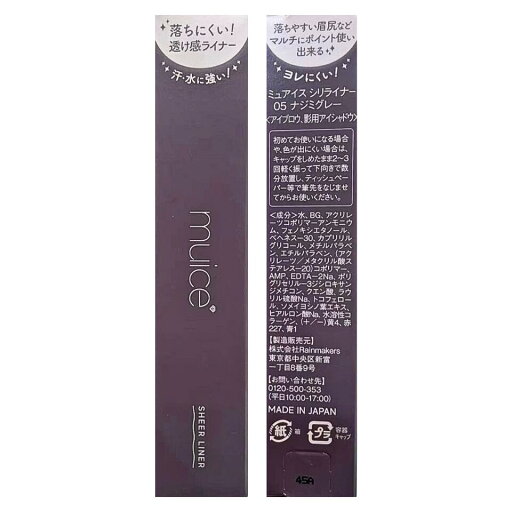 落ちにくい!
透け感ライナー
汗・水に強い!
muice
SHEER LINER
落ちやすい眉尻など
マルチにポイント使い
出来る!
ヨレにくい!
ミュアイス シリライナー
05 ナジミグレー
〈アイブロウ、影用アイシャドウ〉
初めてお使いになる場合
や、色が出にくい場合は、
キャップをしめたまま2~3
回軽く振って下向きで数
分放置し、ティッシュペー
パー等で筆先をなじませ
てからお使いください。
<成分>水、BG、アクリレ
ーツコポリマーアンモニウ
ム、フェノキシエタノール、
ベヘネス-30、カプリリル
グリコール、メチルパラベ
ン、エチルパラベン、(アク
リレーツ/メタクリル酸ス
テアレス-20)コポリマー、
AMP、EDTA-2Na、ポリ
グリセリル-3ジシロキサン
ジメチコン、クエン酸、ラウ
リル硫酸Na、トコフェロー
ル、ソメイヨシノ葉エキス、
ヒアルロン酸Na、水溶性コ
ラーゲン、(+/-)黄4、赤
227、青1
【製造販売元】
株式会社Rainmakers
東京都中央区新富
一丁目8番9号
【お問い合わせ先】
0120-500-353
(平日10:00-17:00)
MADE IN JAPAN
紙 箱
プラ 容器
キャップ
45A